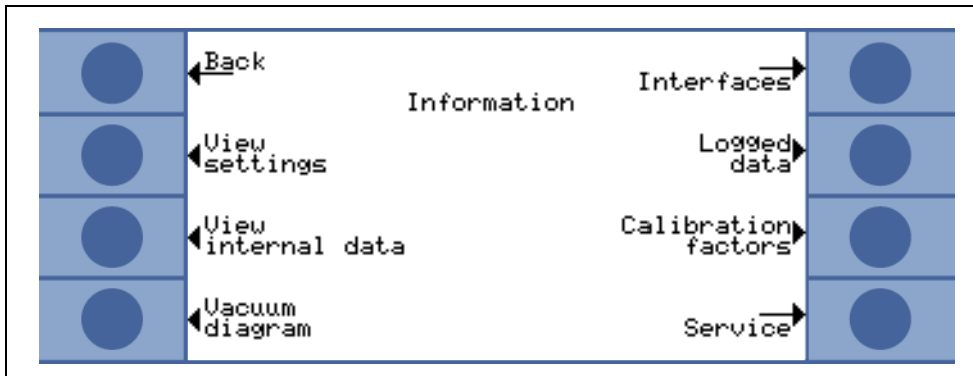 Back
Interfaces
Information
View
settings
Logged
data
View
internal data
Calibration
factors
Vacuum
diagram
Service